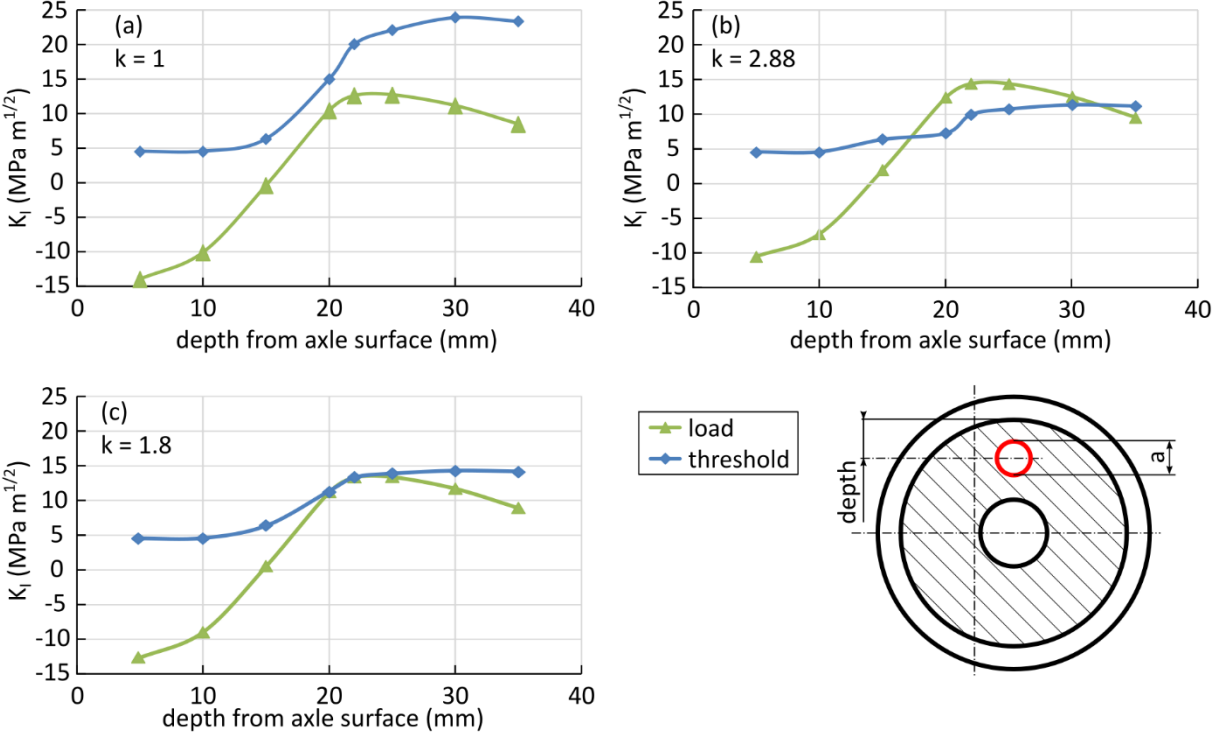 (a)
k = 1
25
20
15
10
5
0
-5
-10
-15
K_I (MPa m^1/2)
0 10 20 30 40
depth from axle surface (mm)
(b)
k = 2.88
25
20
15
10
5
0
-5
-10
-15
K_I (MPa m^1/2)
0 10 20 30 40
depth from axle surface (mm)
(c)
k = 1.8
25
20
15
10
5
0
-5
-10
-15
K_I (MPa m^1/2)
0 10 20 30 40
depth from axle surface (mm)
load
threshold
depth
a